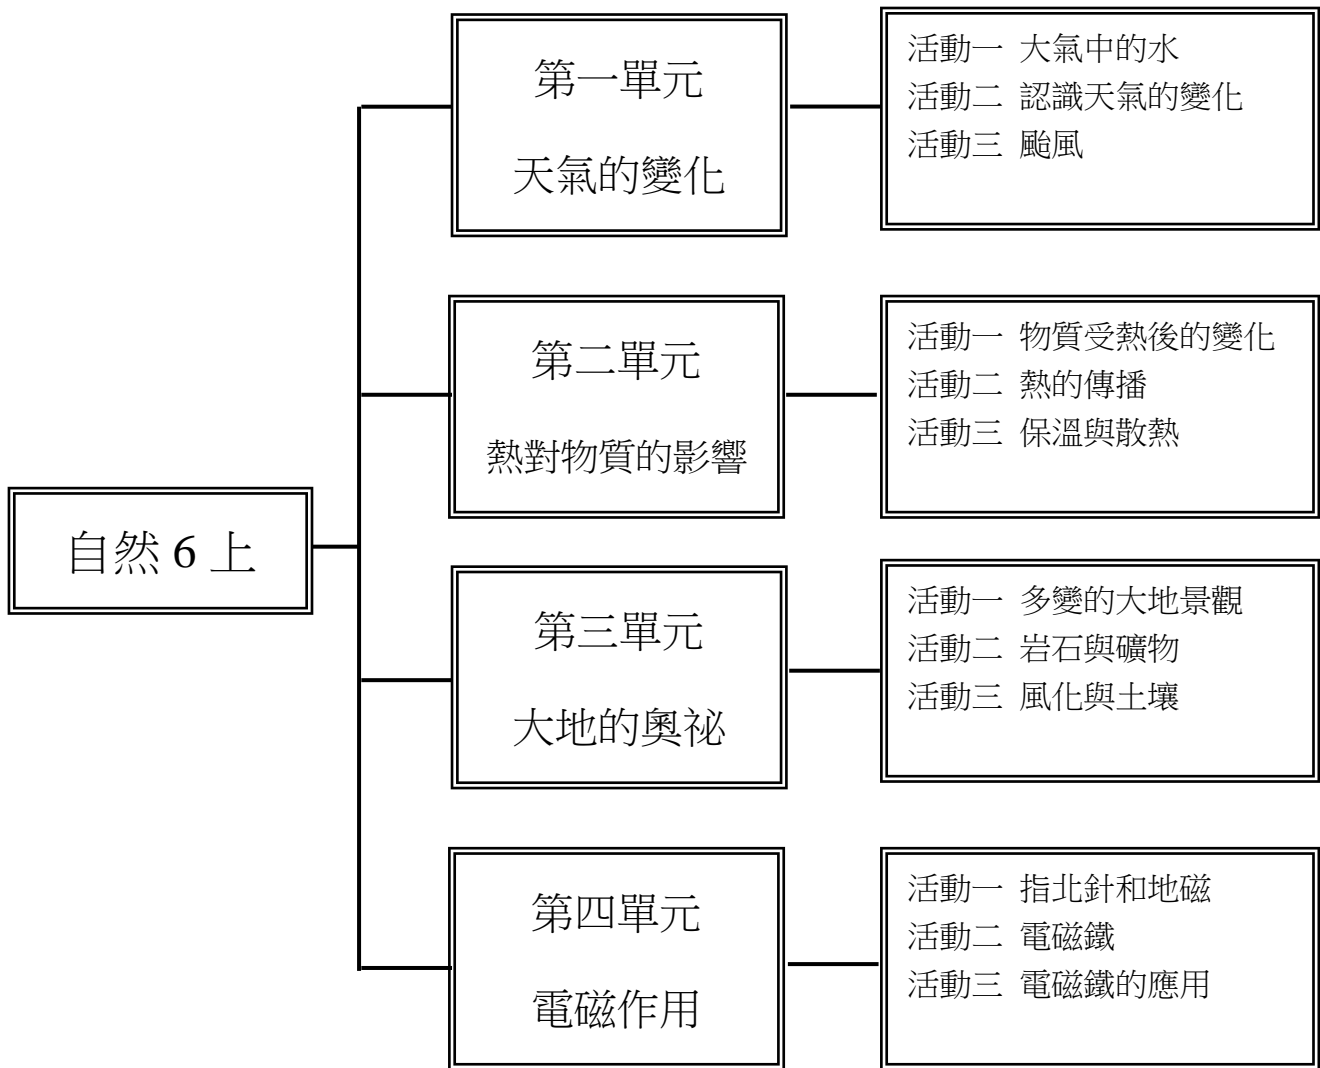 自然 6 上
第一單元
天氣的變化
活動一 大氣中的水
活動二 認識天氣的變化
活動三 颱風
第二單元
熱對物質的影響
活動一 物質受熱後的變化
活動二 熱的傳播
活動三 保溫與散熱
第三單元
大地的奧祕
活動一 多變的大地景觀
活動二 岩石與礦物
活動三 風化與土壤
第四單元
電磁作用
活動一 指北針和地磁
活動二 電磁鐵
活動三 電磁鐵的應用